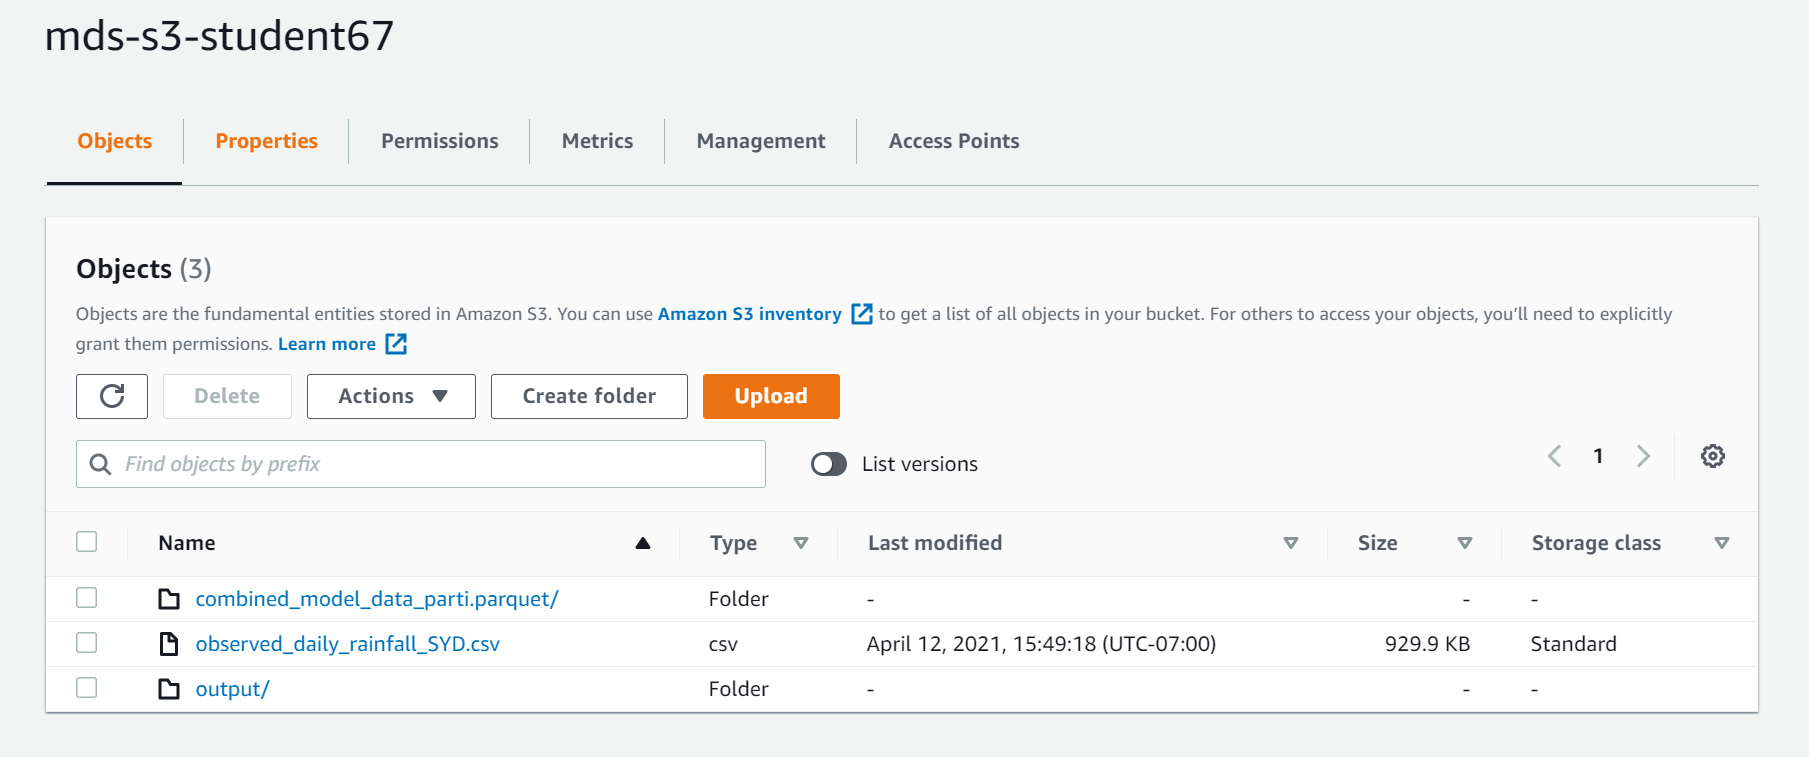 mds-s3-student67
Objects Properties Permissions Metrics Management Access Points
Objects (3)
Objects are the fundamental entities stored in Amazon S3. You can use Amazon S3 inventory to get a list of all objects in your bucket. For others to access your objects, you’ll need to explicitly
grant them permissions. Learn more
Delete Actions Create folder Upload
Find objects by prefix List versions 1
Name Type Last modified Size Storage class
combined_model_data_parti.parquet/ Folder - - -
observed_daily_rainfall_SYD.csv csv April 12, 2021, 15:49:18 (UTC-07:00) 929.9 KB Standard
output/ Folder - - -